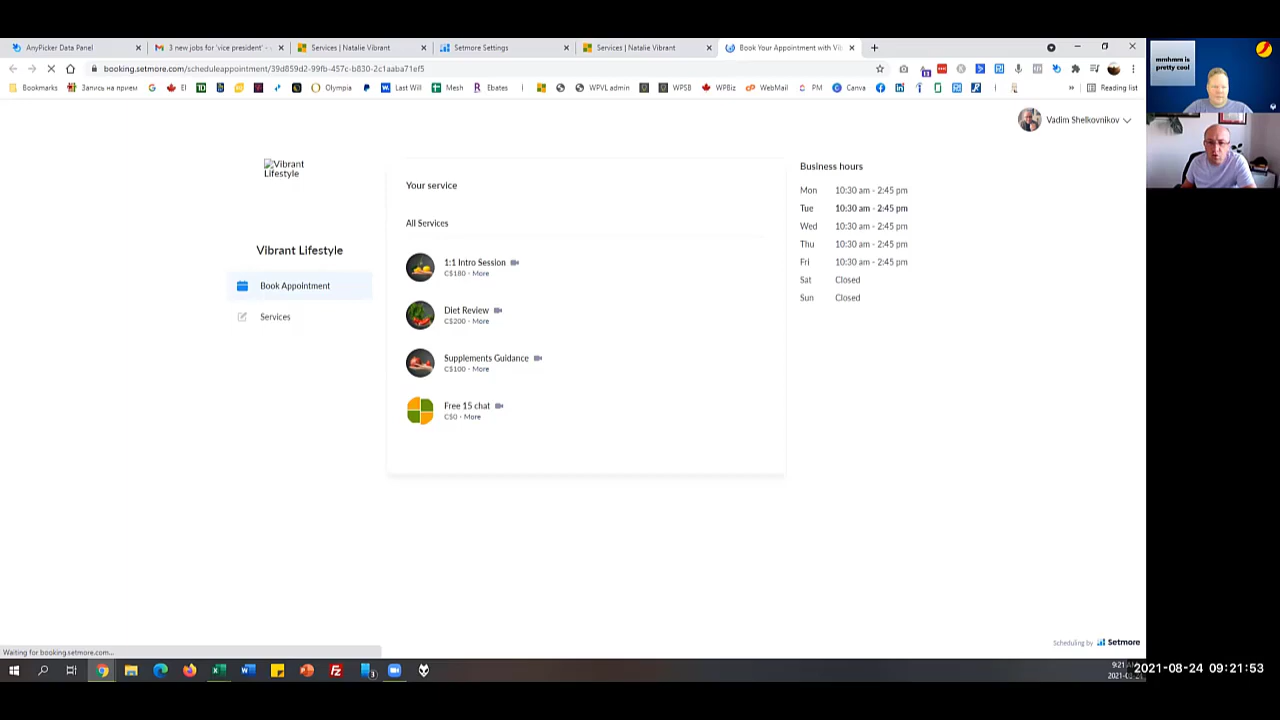 AnyPicker Data Panel
3 new jobs for 'vice president' -
Services | Natalie Vibrant
Setmore Settings
Services | Natalie Vibrant
Book Your Appointment with Vi
booking.setmore.com/scheduleappointment/39d859d2-99fb-457c-b830-2c1aaba71ef5
Bookmarks
Запись на прием
El
Olympia
Last Will
Mesh
Ebates
WPVL admin
WPSB
WPBiz
WebMail
PM
Canva
Reading list
mmhmm is
pretty cool
Vadim Shelkovnikov
Vibrant
Lifestyle
Vibrant Lifestyle
Book Appointment
Services
Your service
All Services
1:1 Intro Session
C$180 - More
Diet Review
C$200 - More
Supplements Guidance
C$100 - More
Free 15 chat
C$0 - More
Business hours
Mon 10:30 am - 2:45 pm
Tue 10:30 am - 2:45 pm
Wed 10:30 am - 2:45 pm
Thu 10:30 am - 2:45 pm
Fri 10:30 am - 2:45 pm
Sat Closed
Sun Closed
Scheduling by Setmore
Waiting for booking.setmore.com...
9:21
2021-08-24 09:21:53